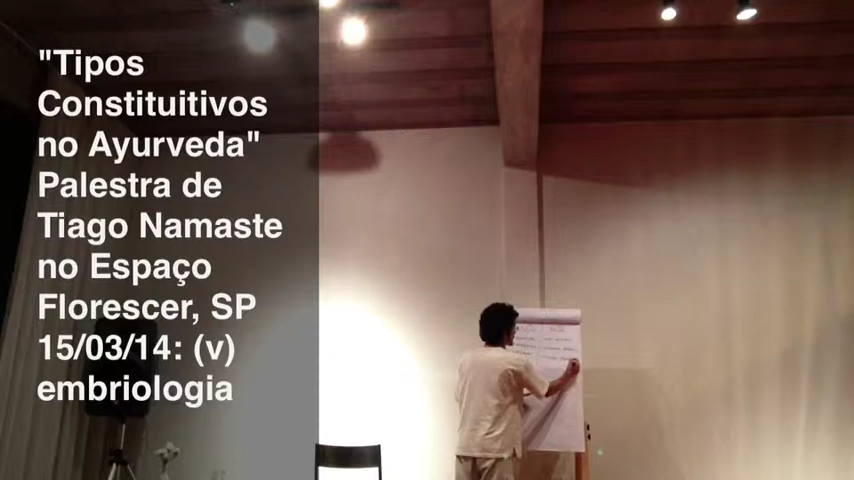 "Tipos
Constituitivos
no Ayurveda"
Palestra de
Tiago Namaste
no Espaço
Florescer, SP
15/03/14: (v)
embriologia